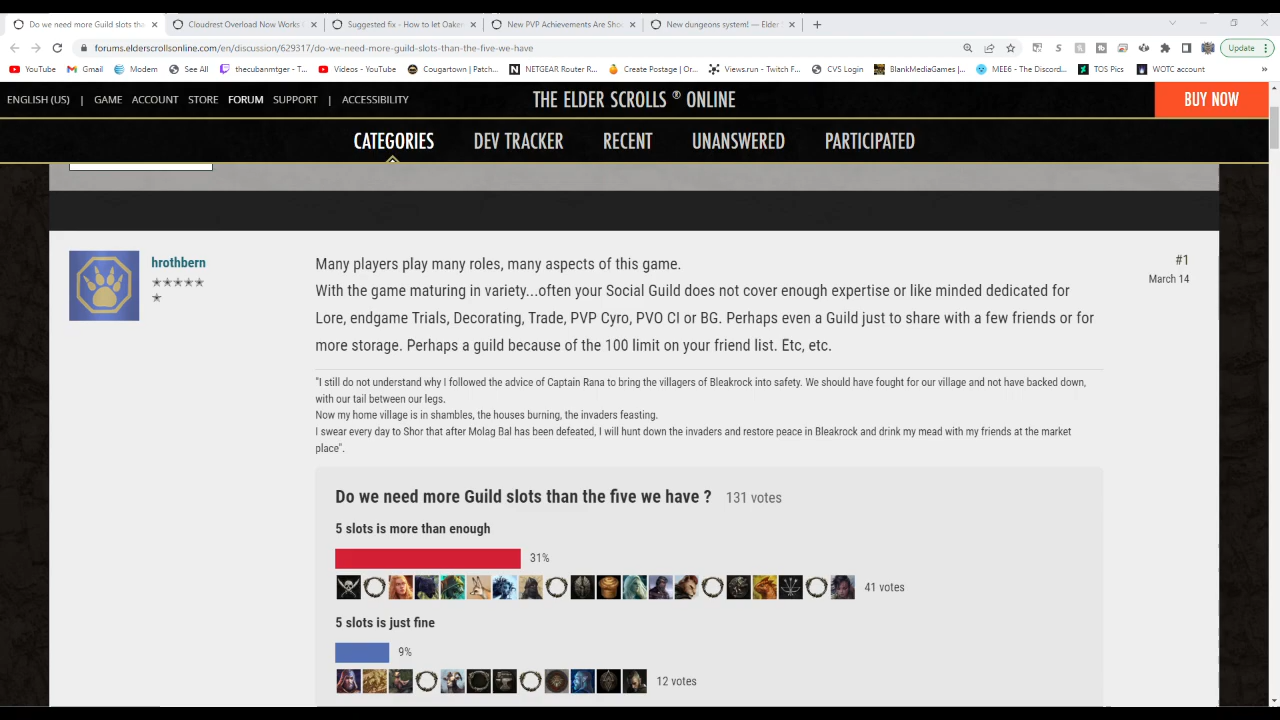 Do we need more Guild slots tha
Cloudrest Overload Now Works
Suggested fix - How to let Oaken
New PVP Achievements Are Sho
New dungeons system! — Elder
forums.elderscrollsonline.com/en/discussion/629317/do-we-need-more-guild-slots-than-the-five-we-have
Update
YouTube
Gmail
Modem
See All
thecubanmtger - T...
Videos - YouTube
Cougartown | Patch...
NETGEAR Router R...
Create Postage | Or...
Views.run - Twitch F...
CVS Login
BlankMediaGames |...
MEE6 - The Discord...
TOS Pics
WOTC account
»
ENGLISH (US) | GAME ACCOUNT STORE FORUM SUPPORT | ACCESSIBILITY
THE ELDER SCROLLS ® ONLINE
BUY NOW
CATEGORIES DEV TRACKER RECENT UNANSWERED PARTICIPATED
hrothbern
#1
March 14
Many players play many roles, many aspects of this game.
With the game maturing in variety...often your Social Guild does not cover enough expertise or like minded dedicated for
Lore, endgame Trials, Decorating, Trade, PVP Cyro, PVO CI or BG. Perhaps even a Guild just to share with a few friends or for
more storage. Perhaps a guild because of the 100 limit on your friend list. Etc, etc.
"I still do not understand why I followed the advice of Captain Rana to bring the villagers of Bleakrock into safety. We should have fought for our village and not have backed down,
with our tail between our legs.
Now my home village is in shambles, the houses burning, the invaders feasting.
I swear every day to Shor that after Molag Bal has been defeated, I will hunt down the invaders and restore peace in Bleakrock and drink my mead with my friends at the market
place".
Do we need more Guild slots than the five we have ? 131 votes
5 slots is more than enough
31%
41 votes
5 slots is just fine
9%
12 votes